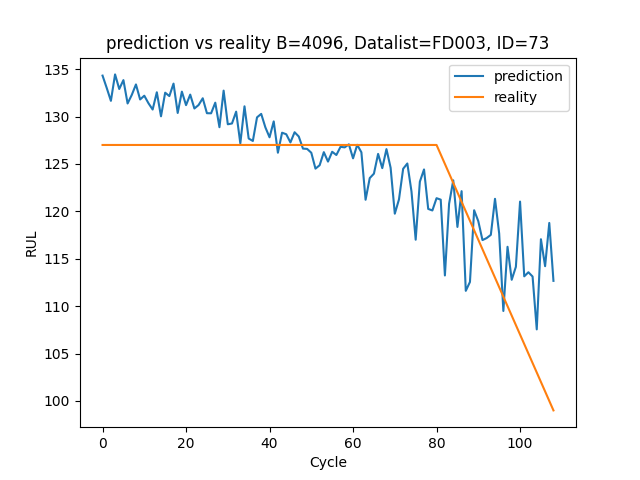 prediction vs reality B=4096, Datalist=FD003, ID=73
prediction
reality
135
130
125
120
115
110
105
100
RUL
0
20
40
60
80
100
Cycle